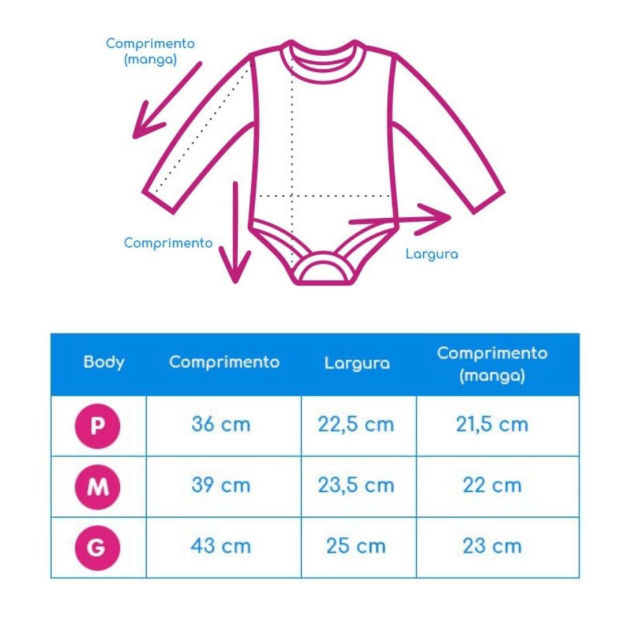 Comprimento
(manga)
Comprimento
Largura
Body Comprimento Largura Comprimento
(manga)
P 36 cm 22,5 cm 21,5 cm
M 39 cm 23,5 cm 22 cm
G 43 cm 25 cm 23 cm